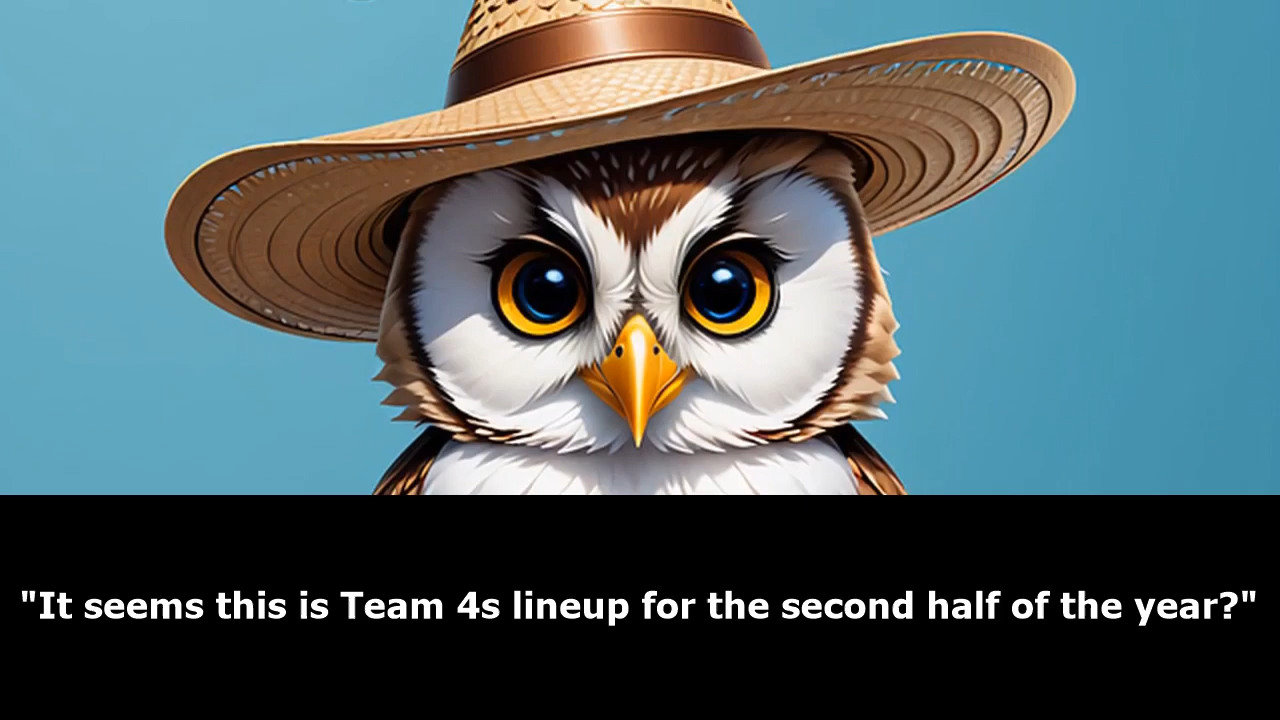 "It seems this is Team 4s lineup for the second half of the year?"